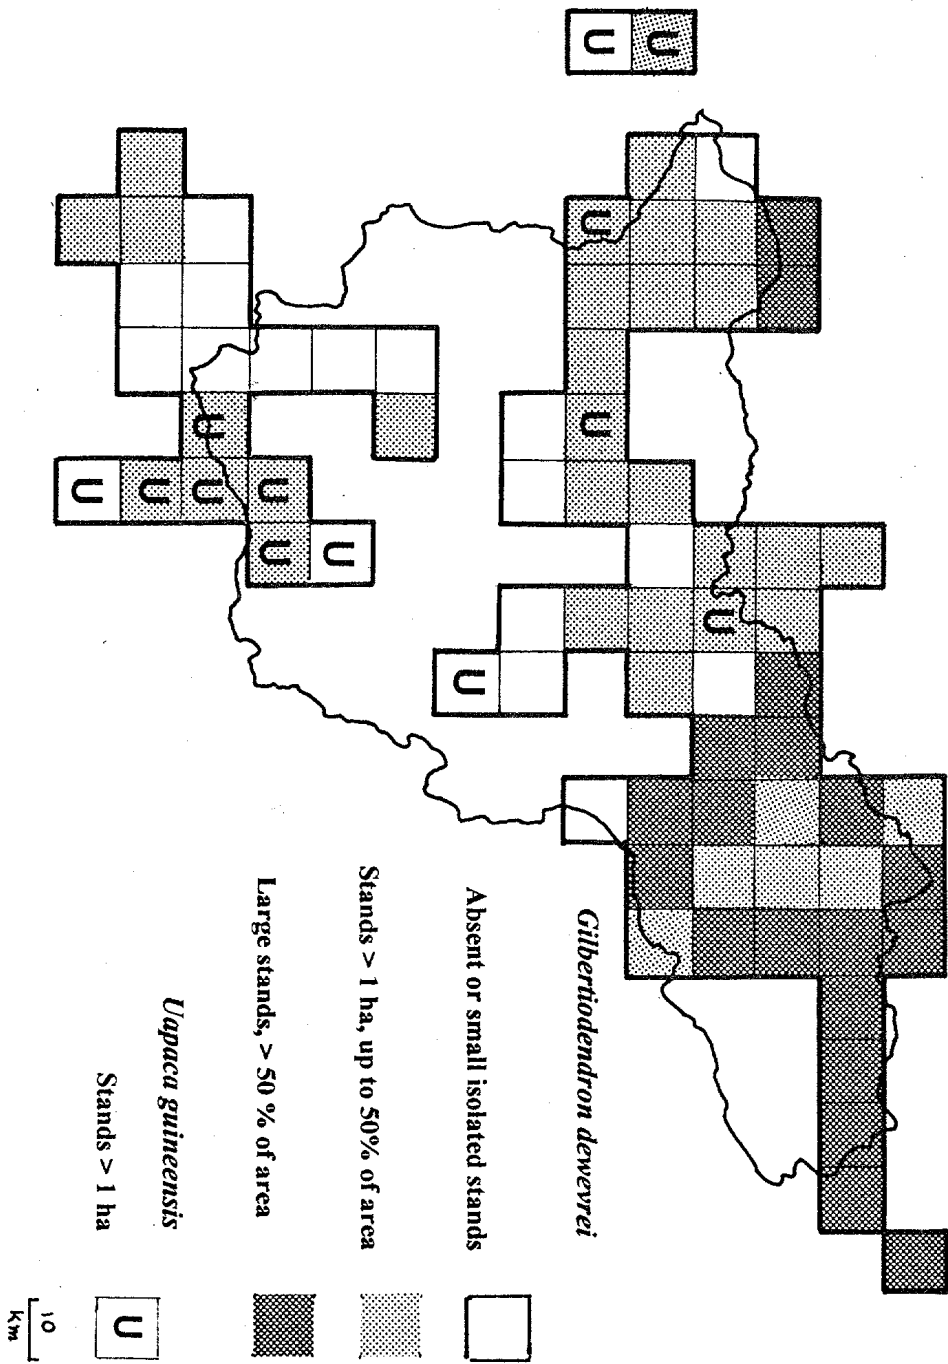 U
U
U U U
U
U
U U
U U
U
U
Gilbertiodendron dewevrei
Absent or small isolated stands
Stands > 1 ha, up to 50% of area
Large stands, > 50 % of area
Uapaca guineensis
Stands > 1 ha U
10
km